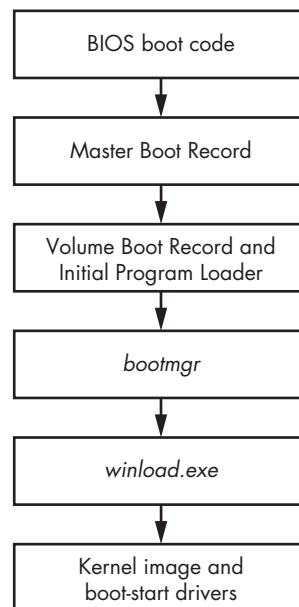 BIOS boot code
Master Boot Record
Volume Boot Record and
Initial Program Loader
bootmgr
winload.exe
Kernel image and
boot-start drivers